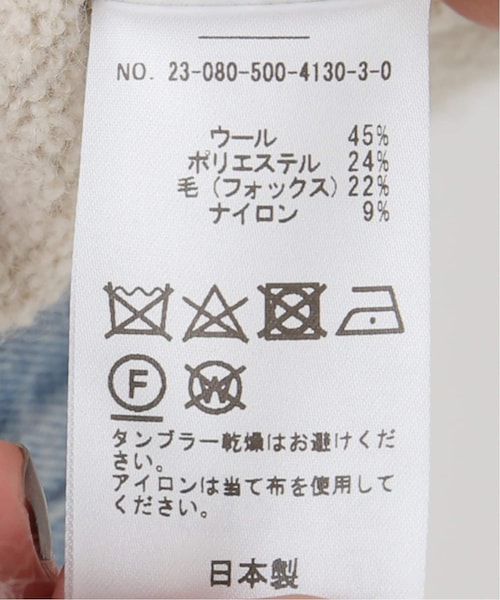 NO. 23-080-500-4130-3-0
ウール 45%
ポリエステル 24%
毛(フォックス) 22%
ナイロン 9%
F W
タンブラー乾燥はお避けくだ
さい。
アイロンは当て布を使用して
ください。
日本製